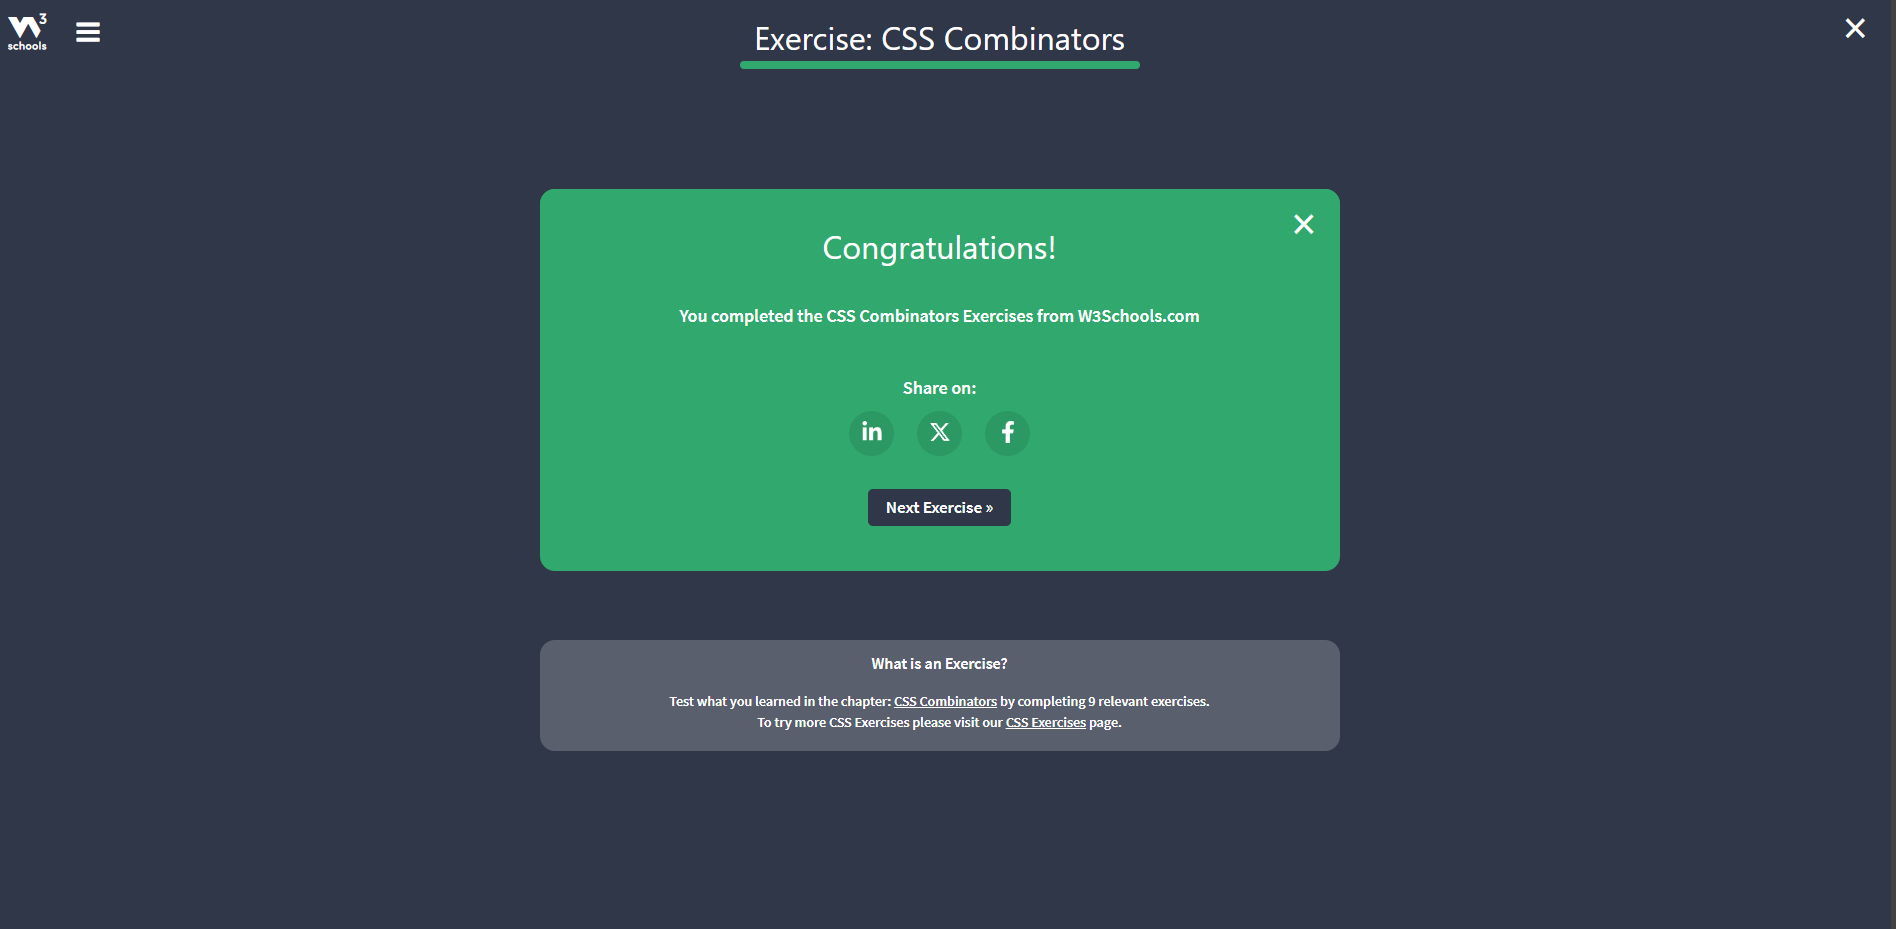 W3
schools
Exercise: CSS Combinators
Congratulations!
You completed the CSS Combinators Exercises from W3Schools.com
Share on:
in X f
Next Exercise »
What is an Exercise?
Test what you learned in the chapter: CSS Combinators by completing 9 relevant exercises.
To try more CSS Exercises please visit our CSS Exercises page.